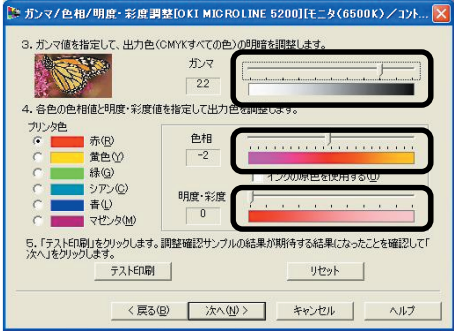 ガンマ/色相/明度・彩度調整[OKI MICROLINE 5200][モニタ(6500K)/コント...
3. ガンマ値を指定して、出力色(CMYKすべての色)の明暗を調整します。
ガンマ
2.2
4. 各色の色相値と明度・彩度値を指定して出力色を調整します。
プリンタ色
赤(R)
黄色(Y)
緑(G)
シアン(C)
青(L)
マゼンタ(M)
色相
-2
インクの原色を使用する(U)
明度・彩度
0
5. 「テスト印刷」をクリックします。調整確認サンプルの結果が期待する結果になったことを確認して「
次へ」をクリックします。
テスト印刷
リセット
< 戻る(B)
次へ(N) >
キャンセル
ヘルプ